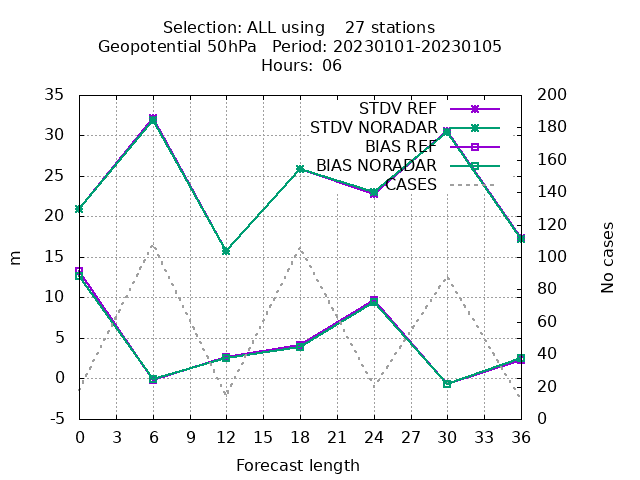 Selection: ALL using    27 stations
Geopotential 50hPa   Period: 20230101-20230105
Hours: 06
STDV REF
STDV NORADAR
BIAS REF
BIAS NORADAR
CASES
35
30
25
20
15
10
5
0
-5
200
180
160
140
120
100
80
60
40
20
0
m
No cases
0 3 6 9 12 15 18 21 24 27 30 33 36
Forecast length